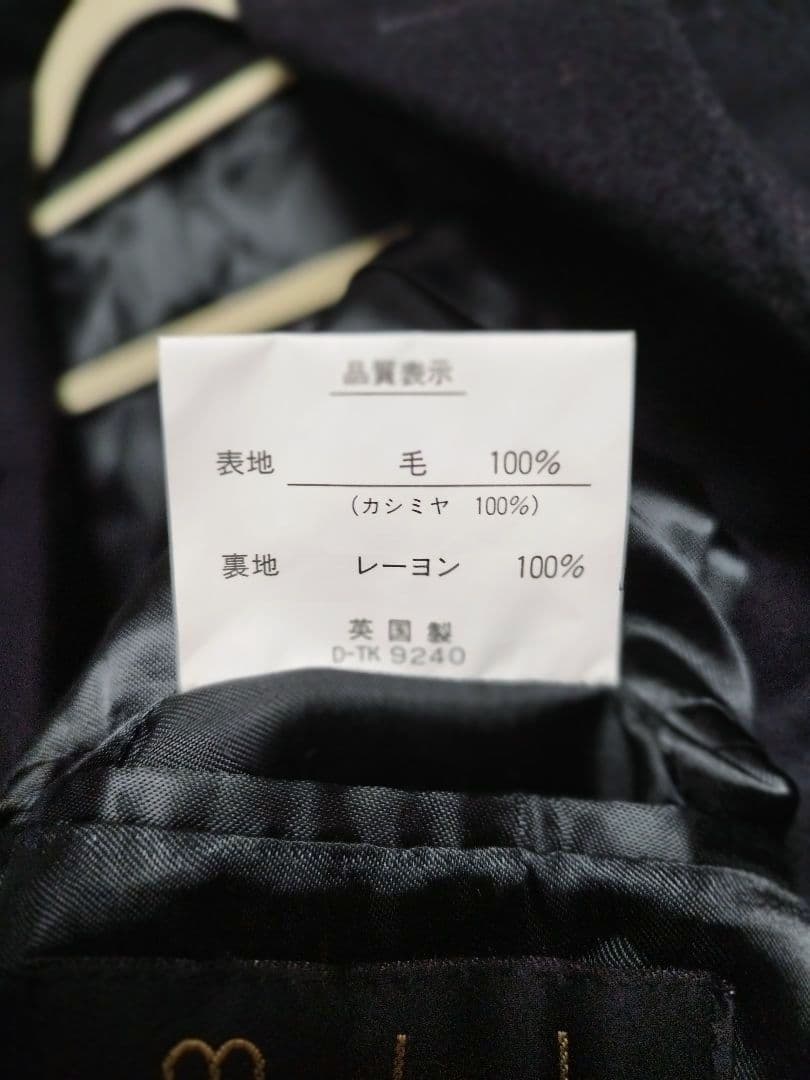 品質表示
表地 毛 100%
(カシミヤ 100%)
裏地 レーヨン 100%
英国製
D-TK 9240